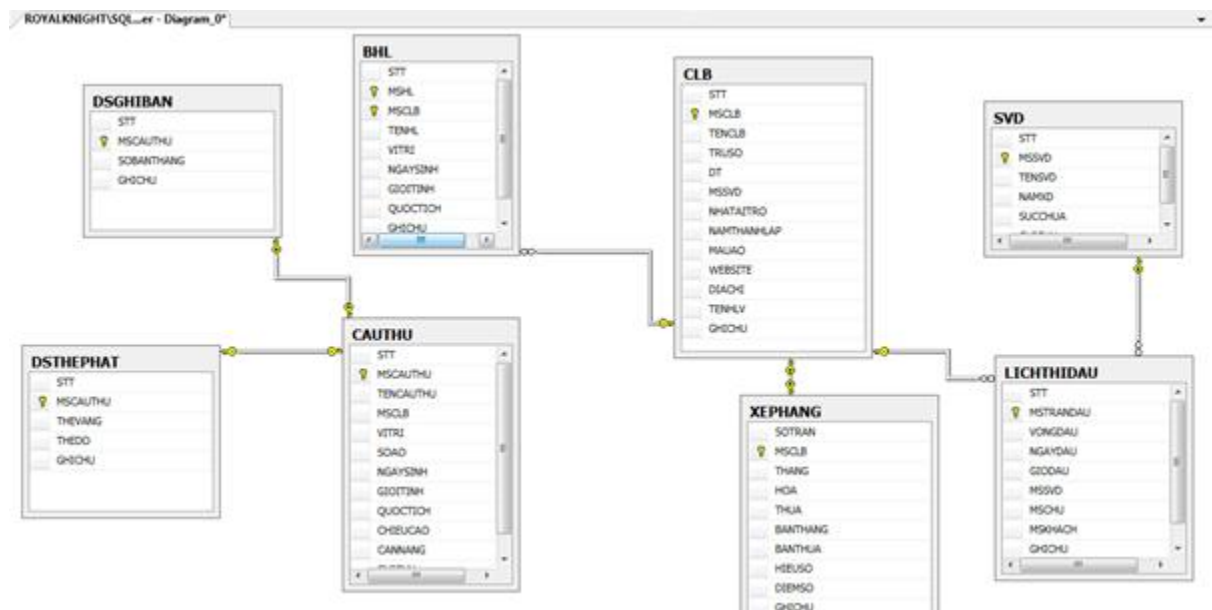 ROYALKNIGHT\SQL...er - Diagram_0*
BHL
STT
MSHL
MSCLB
TENHL
VITRI
NGAYSINH
GIOITINH
QUOCTICH
GHICHU
DSGHIBAN
STT
MSCAUTHU
SOBANTHANG
GHICHU
CLB
STT
MSCLB
TENCLB
TRUSO
DT
MSSVD
NHATAITRO
NAMTHANHLAP
MAUAO
WEBSITE
DIACHI
TENHLV
GHICHU
SVD
STT
MSSVD
TENSVD
NAMXD
SUCCHUA
DSTHEPHAT
STT
MSCAUTHU
THEVANG
THEDO
GHICHU
CAUTHU
STT
MSCAUTHU
TENCAUTHU
MSCLB
VITRI
SOAO
NGAYSINH
GIOITINH
QUOCTICH
CHIEUCAO
CANNANG
XEPHANG
SOTRAN
MSCLB
THANG
HOA
THUA
BANTHANG
BANTHUA
HIEUSO
DIEMSO
GHICHU
LICHTHIDAU
STT
MSTRANDAU
VONGDAU
NGAYDAU
GIODAU
MSSVD
MSCHU
MSKHACH
GHICHU